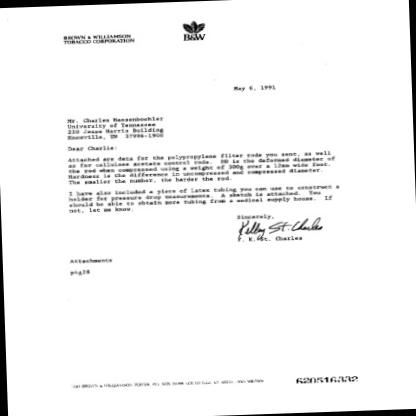 BROWN & WILLIAMSON
TOBACCO CORPORATION
B&W
May 6, 1991
Mr. Charles Hassenboehler
University of Tennessee
230 Jesse Harris Building
Knoxville, TN 37996-1900
Dear Charlie:
Attached are data for the polypropylene filter rods you sent, as well
as for cellulose acetate control rods. DD is the deformed diameter of
the rod when compressed using a weight of 300g over a 12mm wide foot.
Hardness is the difference in uncompressed and compressed diameter.
The smaller the number, the harder the rod.
I have also included a piece of latex tubing you can use to construct a
holder for pressure drop measurements. A sketch is attached. You
should be able to obtain more tubing from a medical supply house. If
not, let me know.
Sincerely,
Kelley St. Charles
F. K. St. Charles
Attachments
620516332